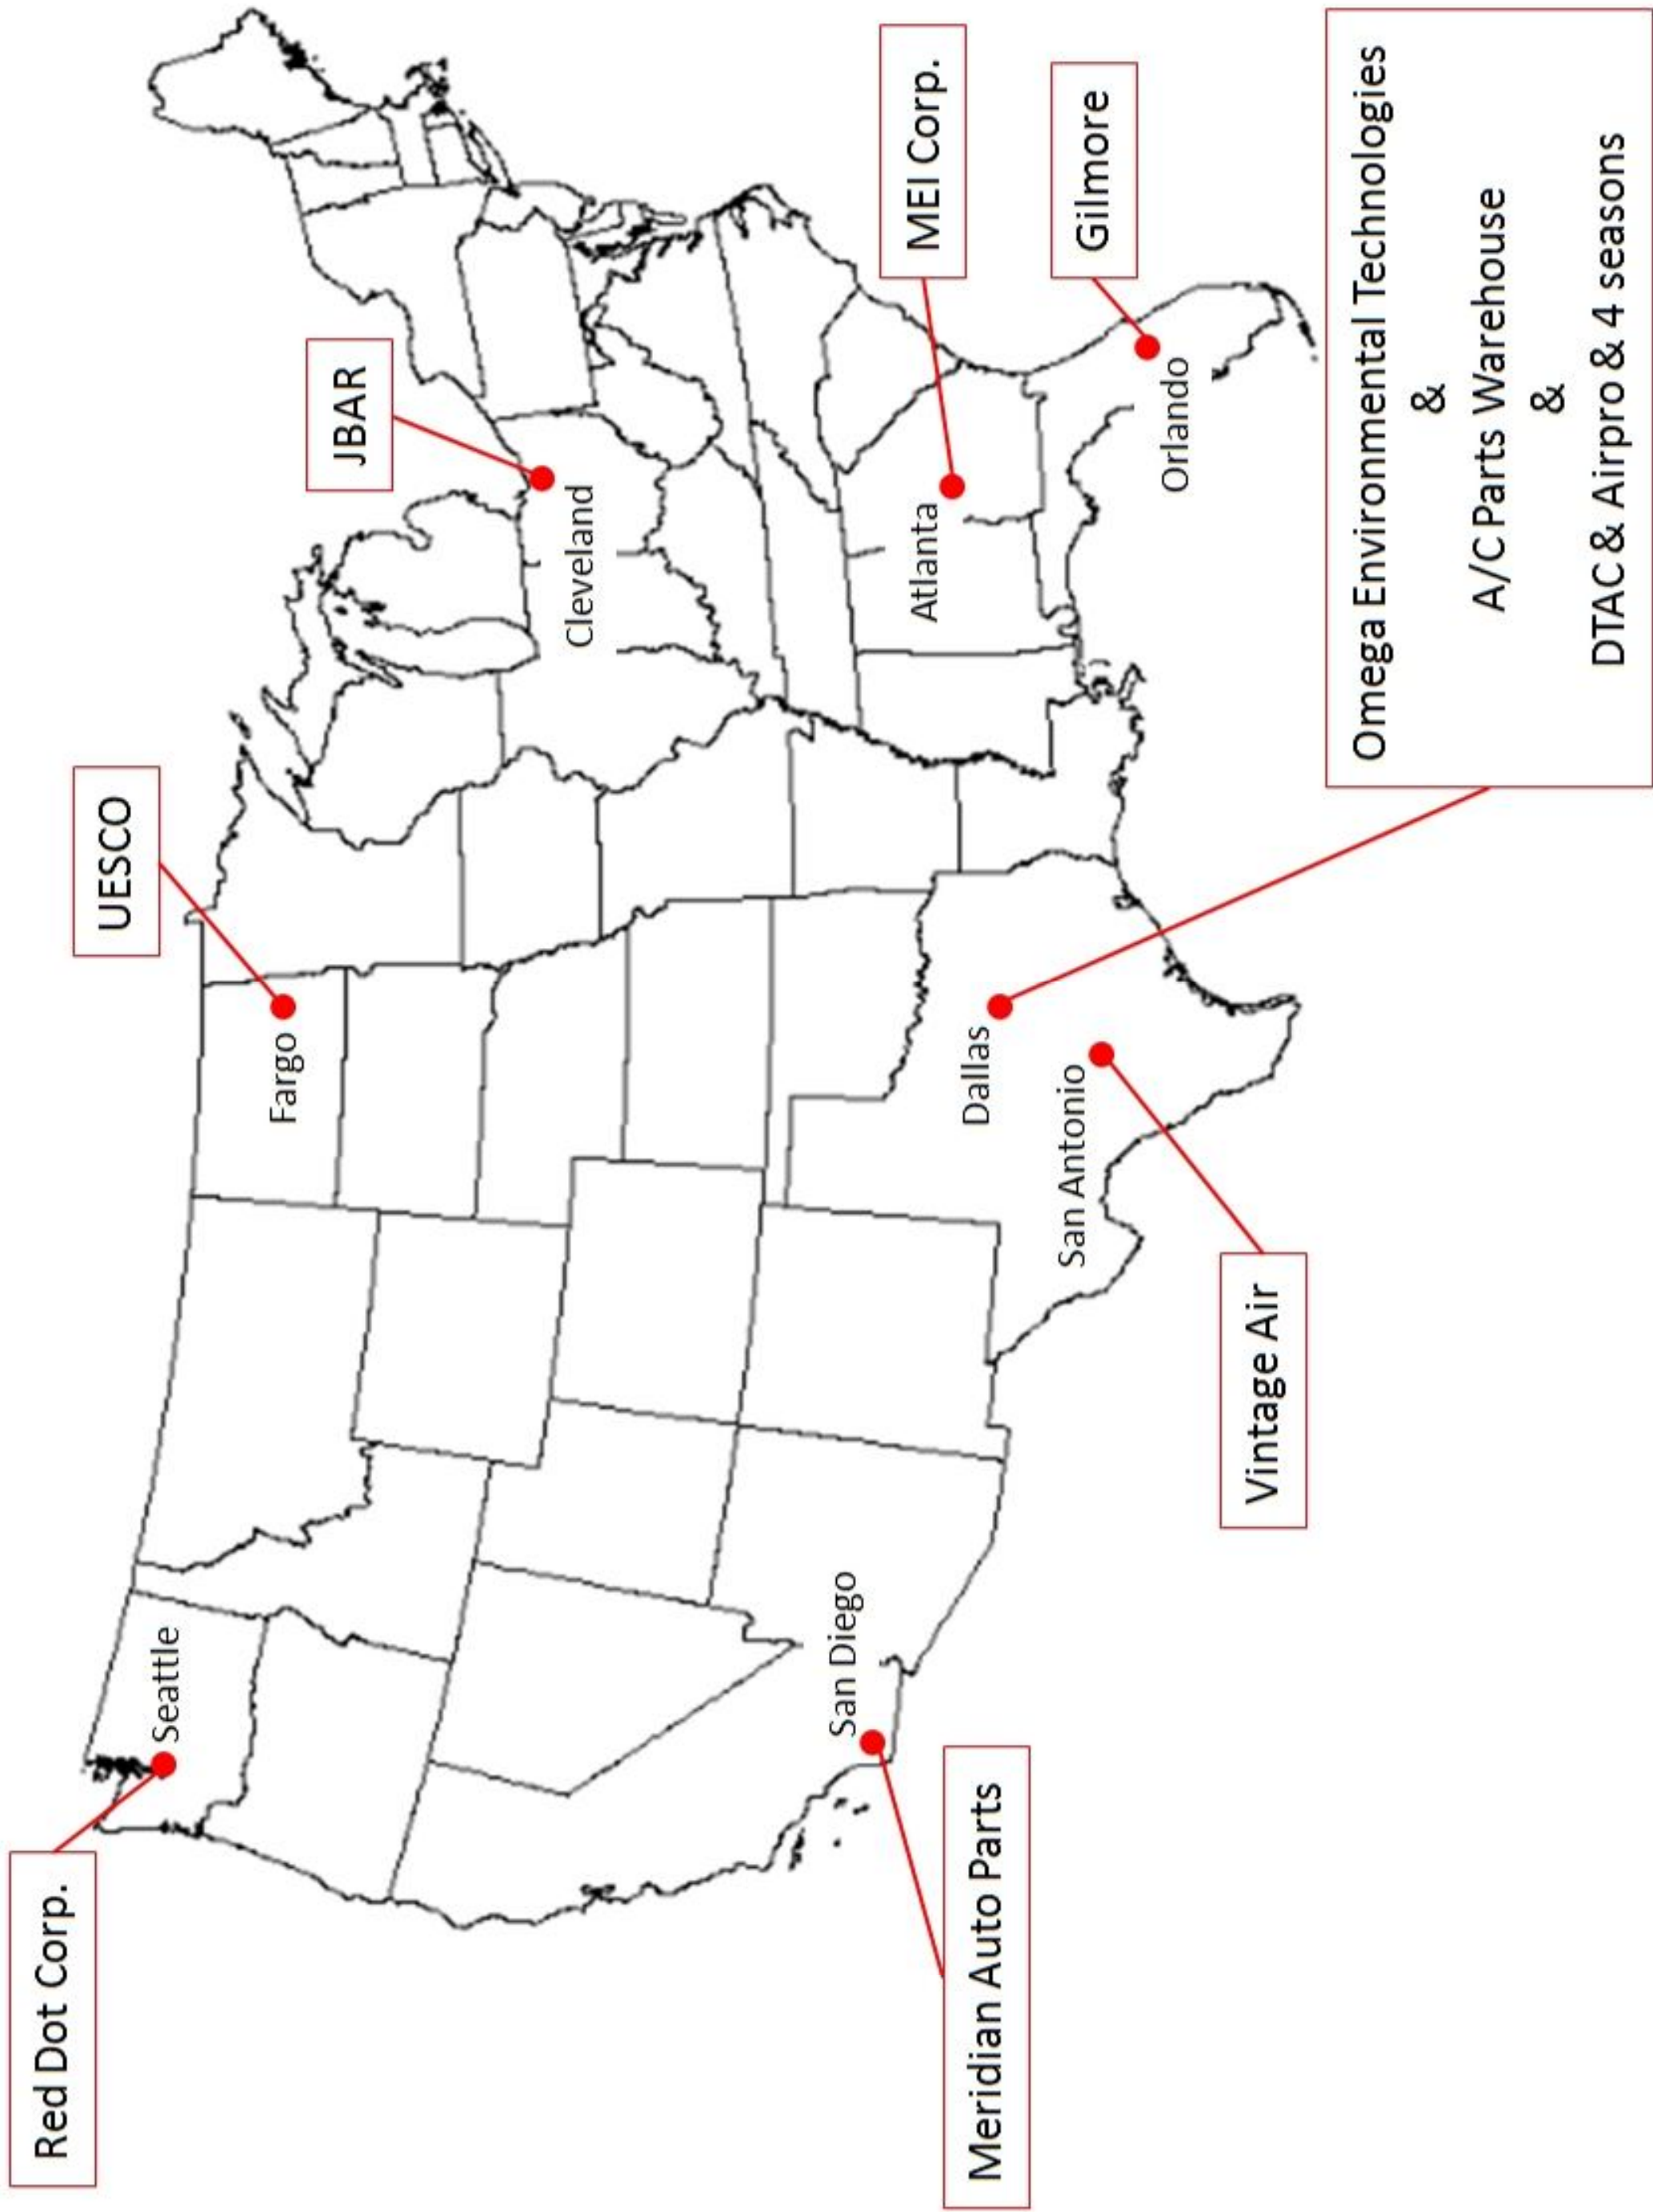 Red Dot Corp.
Seattle
UESCO
Fargo
JBAR
Cleveland
MEI Corp.
Atlanta
Gilmore
Orlando
San Diego
Meridian Auto Parts
Dallas
San Antonio
Vintage Air
Omega Environmental Technologies
&
A/C Parts Warehouse
&
DTAC & Airpro & 4 seasons